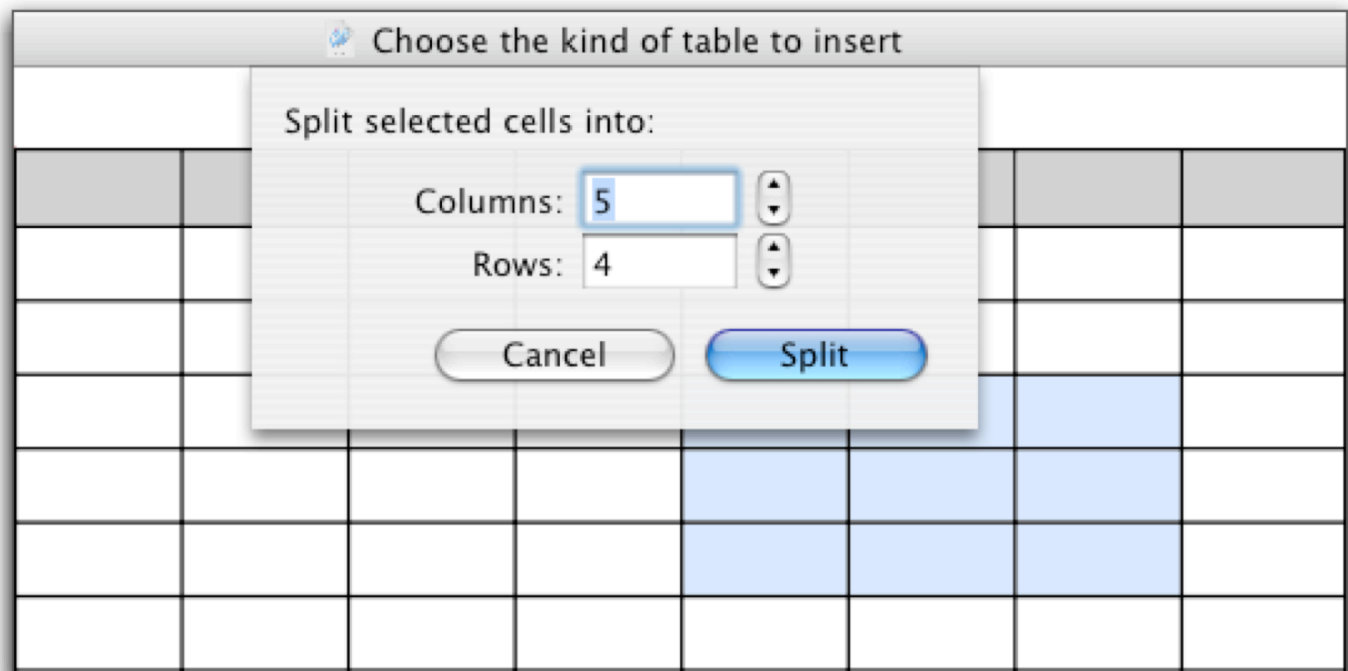 Choose the kind of table to insert
Split selected cells into:
Columns: 5
Rows: 4
Cancel Split